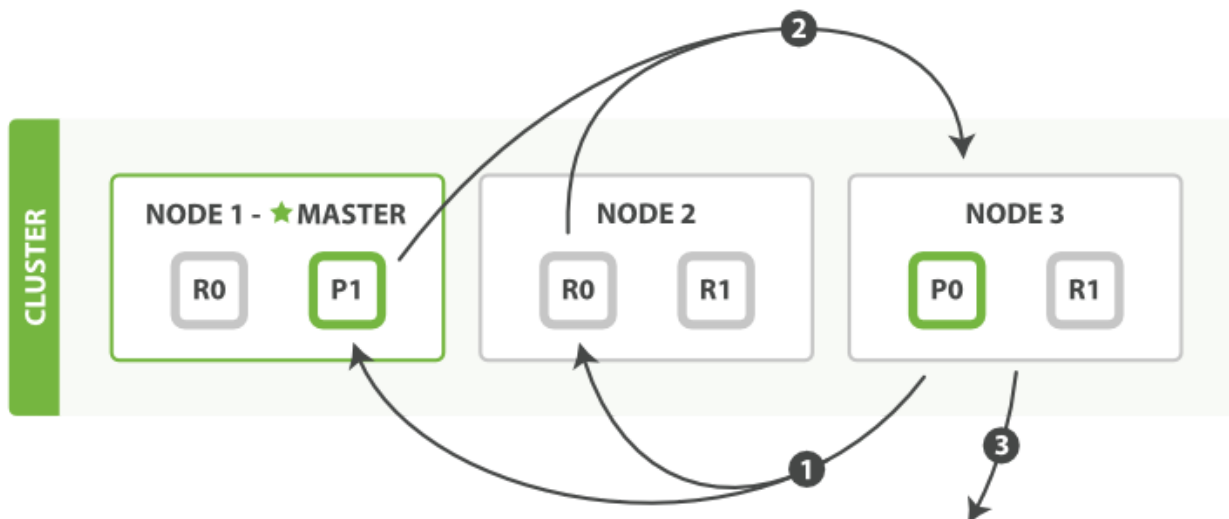 2
CLUSTER
NODE 1 - ★ MASTER
R0
P1
NODE 2
R0
R1
NODE 3
P0
R1
1
3